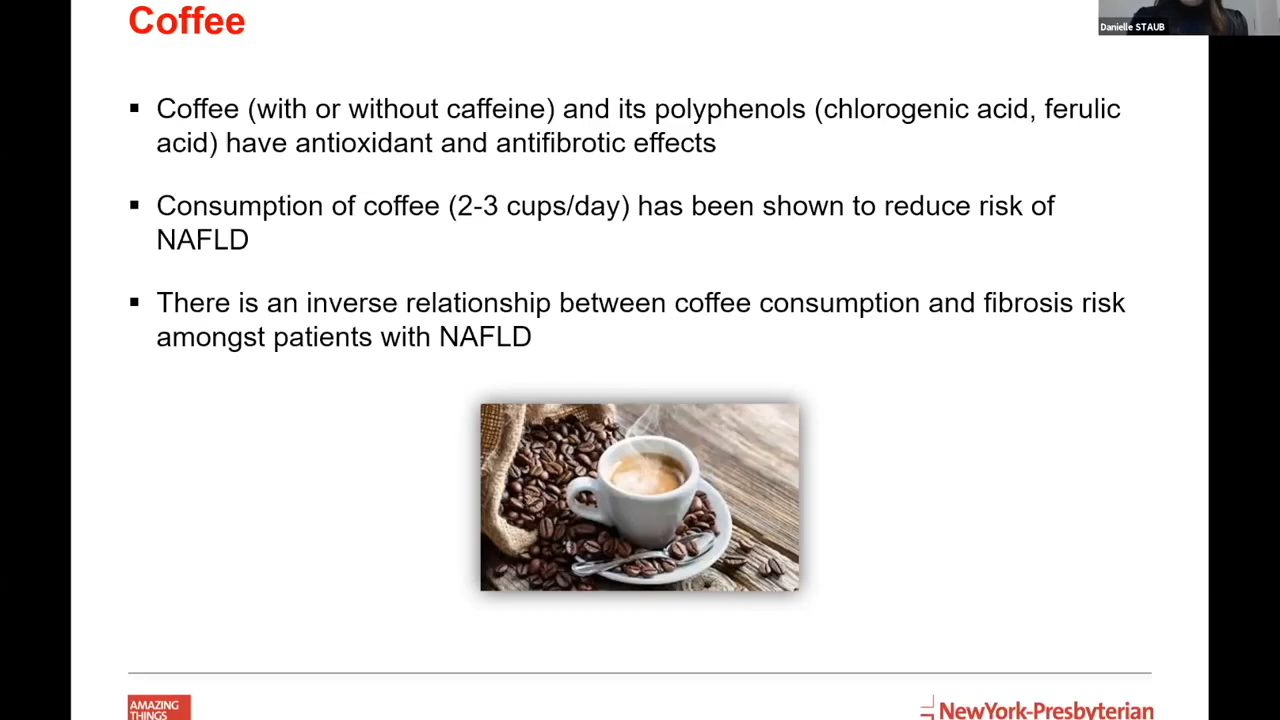 Coffee
Danielle STAUB
▪ Coffee (with or without caffeine) and its polyphenols (chlorogenic acid, ferulic
acid) have antioxidant and antifibrotic effects
▪ Consumption of coffee (2-3 cups/day) has been shown to reduce risk of
NAFLD
▪ There is an inverse relationship between coffee consumption and fibrosis risk
amongst patients with NAFLD
AMAZING
THINGS
NewYork-Presbyterian